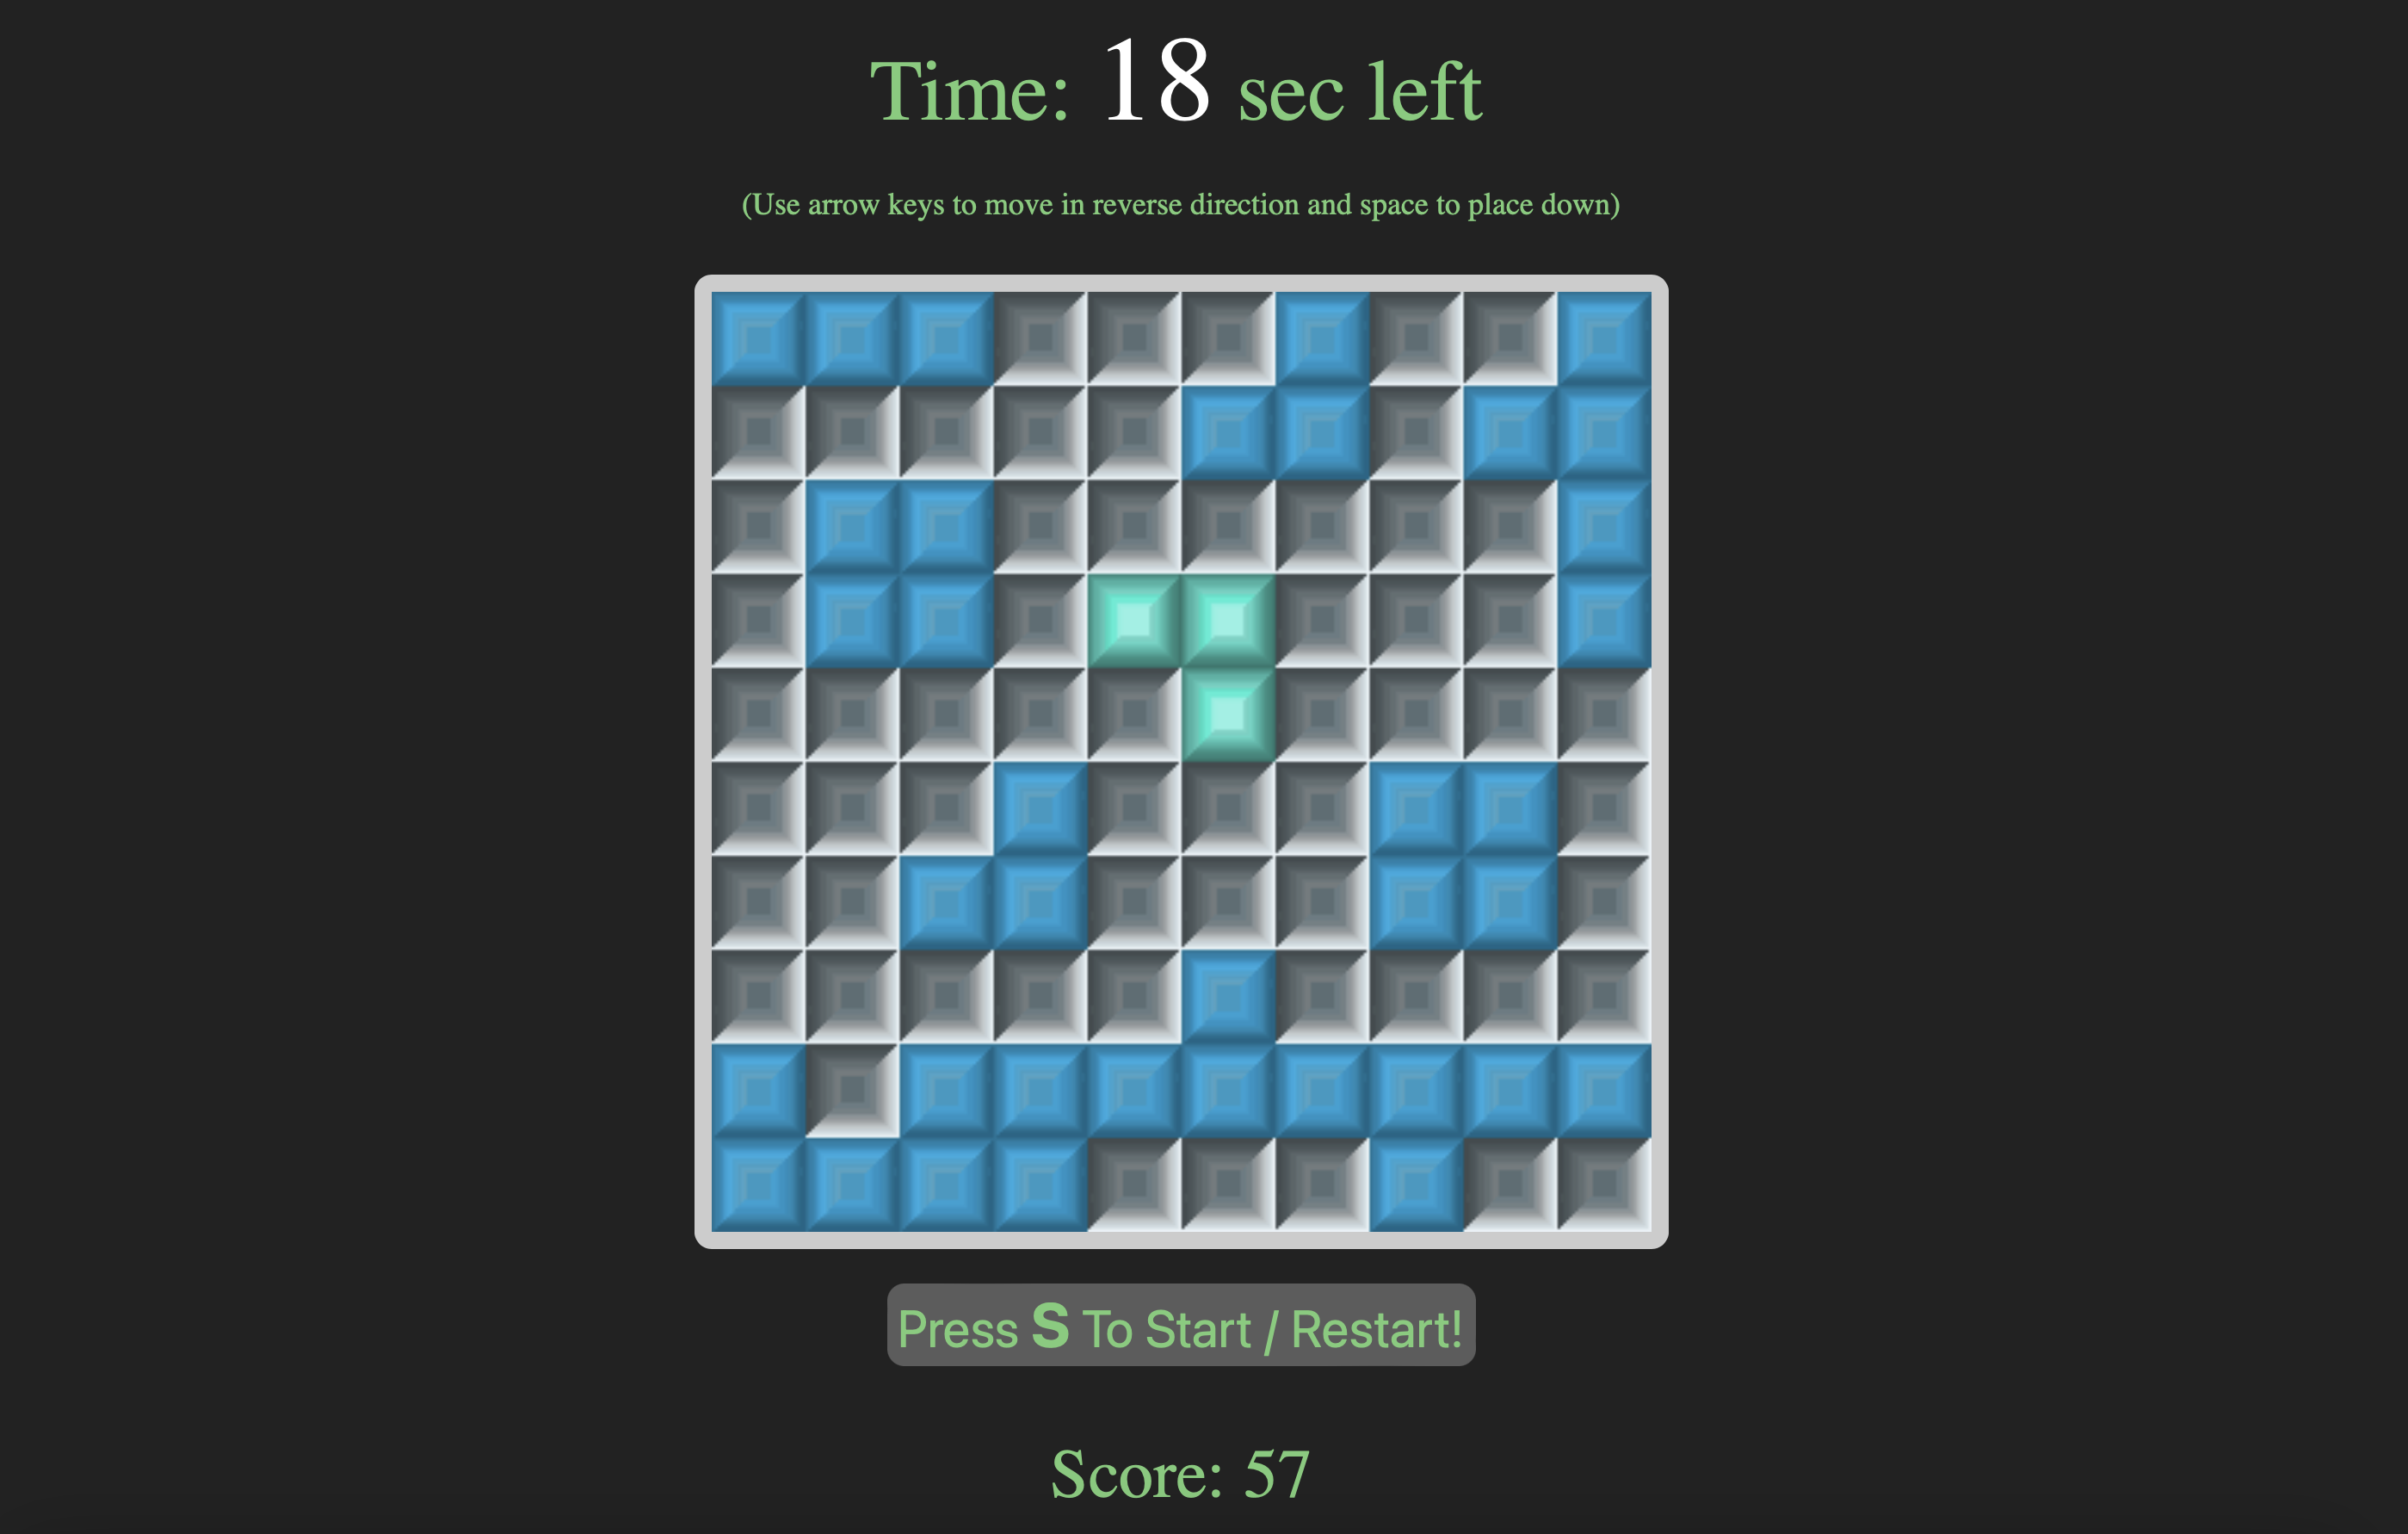 Time: 18 sec left
(Use arrow keys to move in reverse direction and space to place down)
Press S To Start / Restart!
Score: 57